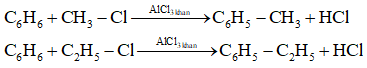 C₆H₆ + CH₃ − Cl —AlCl₃ khan→ C₆H₅ − CH₃ + HCl
C₆H₆ + C₂H₅ − Cl —AlCl₃ khan→ C₆H₅ − C₂H₅ + HCl